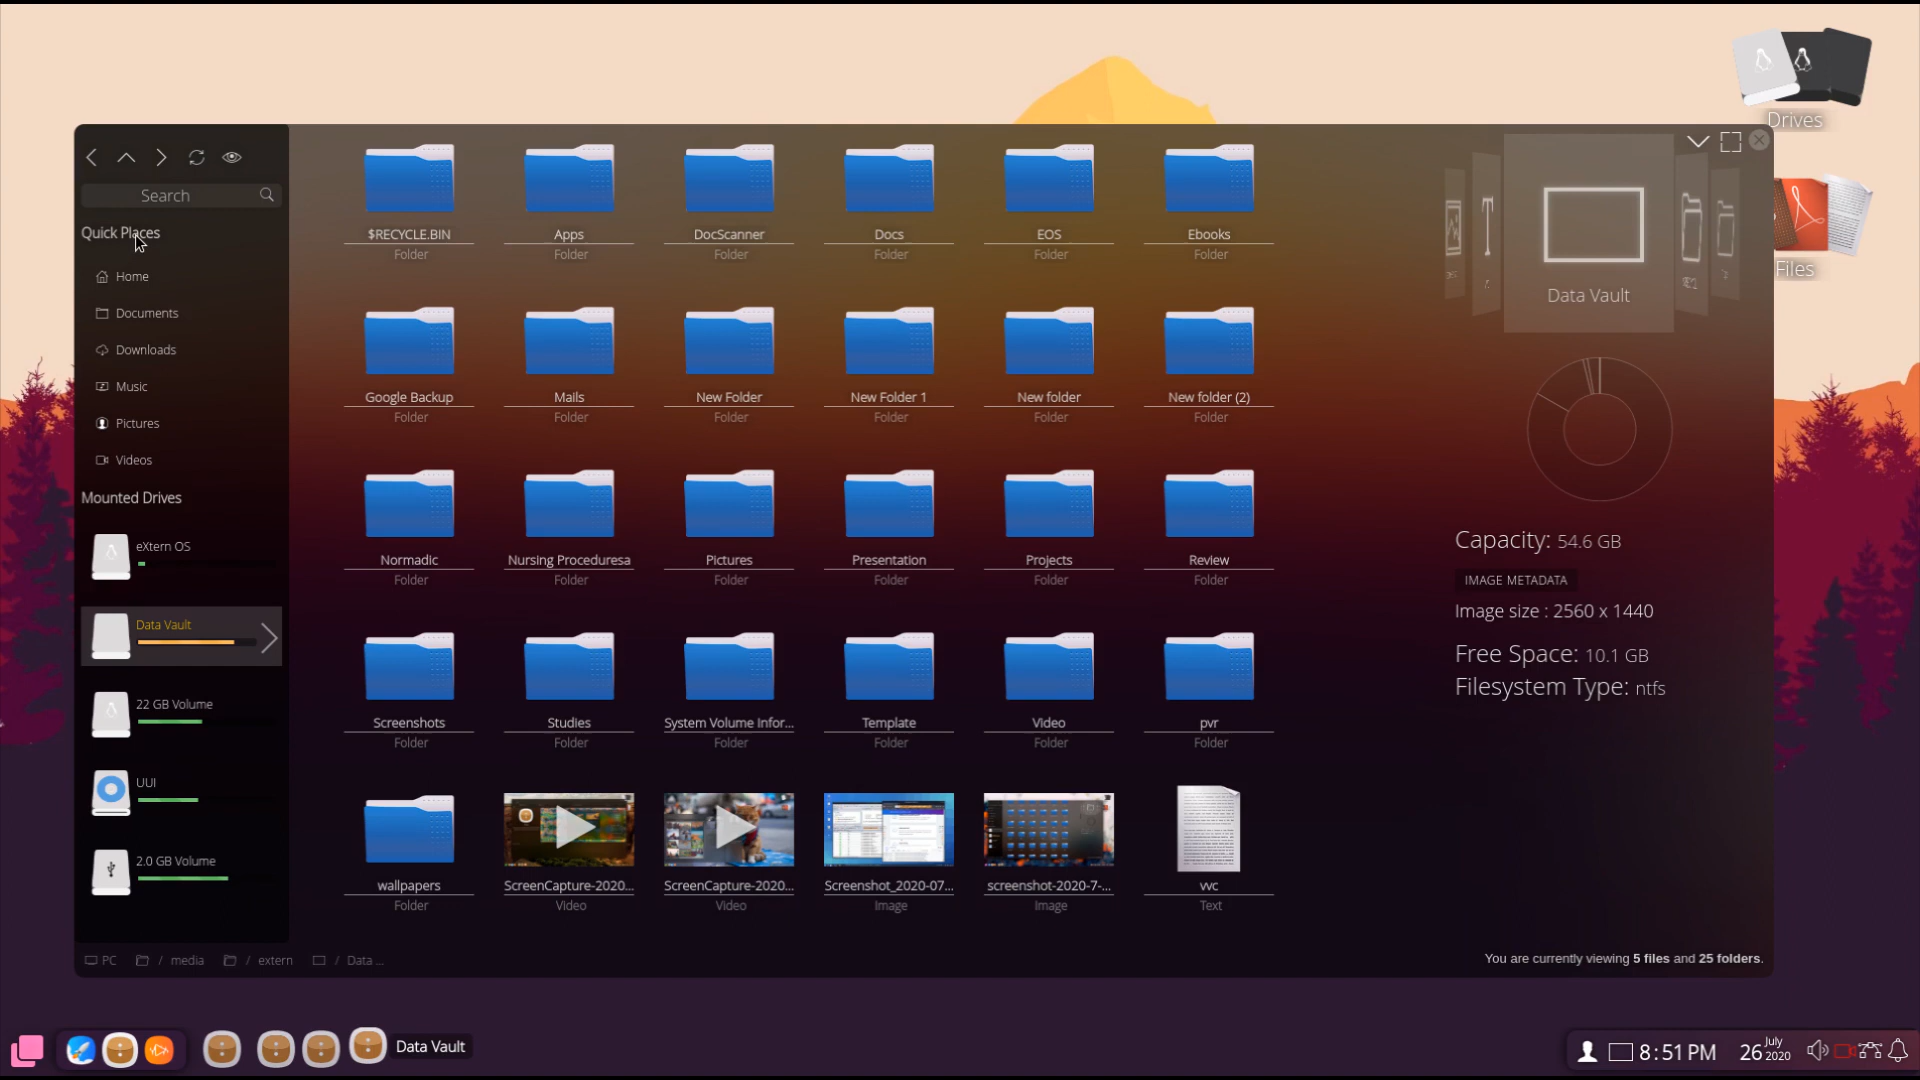 Drives
Files
Search
Quick Places
Home
Documents
Downloads
Music
Pictures
Videos
Mounted Drives
eXtern OS
Data Vault
22 GB Volume
UUI
2.0 GB Volume
$RECYCLE.BIN
Folder
Apps
Folder
DocScanner
Folder
Docs
Folder
EOS
Folder
Ebooks
Folder
Google Backup
Folder
Mails
Folder
New Folder
Folder
New Folder 1
Folder
New folder
Folder
New folder (2)
Folder
Normadic
Folder
Nursing Proceduresa
Folder
Pictures
Folder
Presentation
Folder
Projects
Folder
Review
Folder
Screenshots
Folder
Studies
Folder
System Volume Infor...
Folder
Template
Folder
Video
Folder
pvr
Folder
wallpapers
Folder
ScreenCapture-2020...
Video
ScreenCapture-2020...
Video
Screenshot_2020-07...
Image
screenshot-2020-7-...
Image
vvc
Text
Data Vault
Capacity: 54.6 GB
IMAGE METADATA
Image size : 2560 x 1440
Free Space: 10.1 GB
Filesystem Type: ntfs
PC / media / extern / Data ...
You are currently viewing 5 files and 25 folders.
Data Vault
8:51 PM
26 July 2020